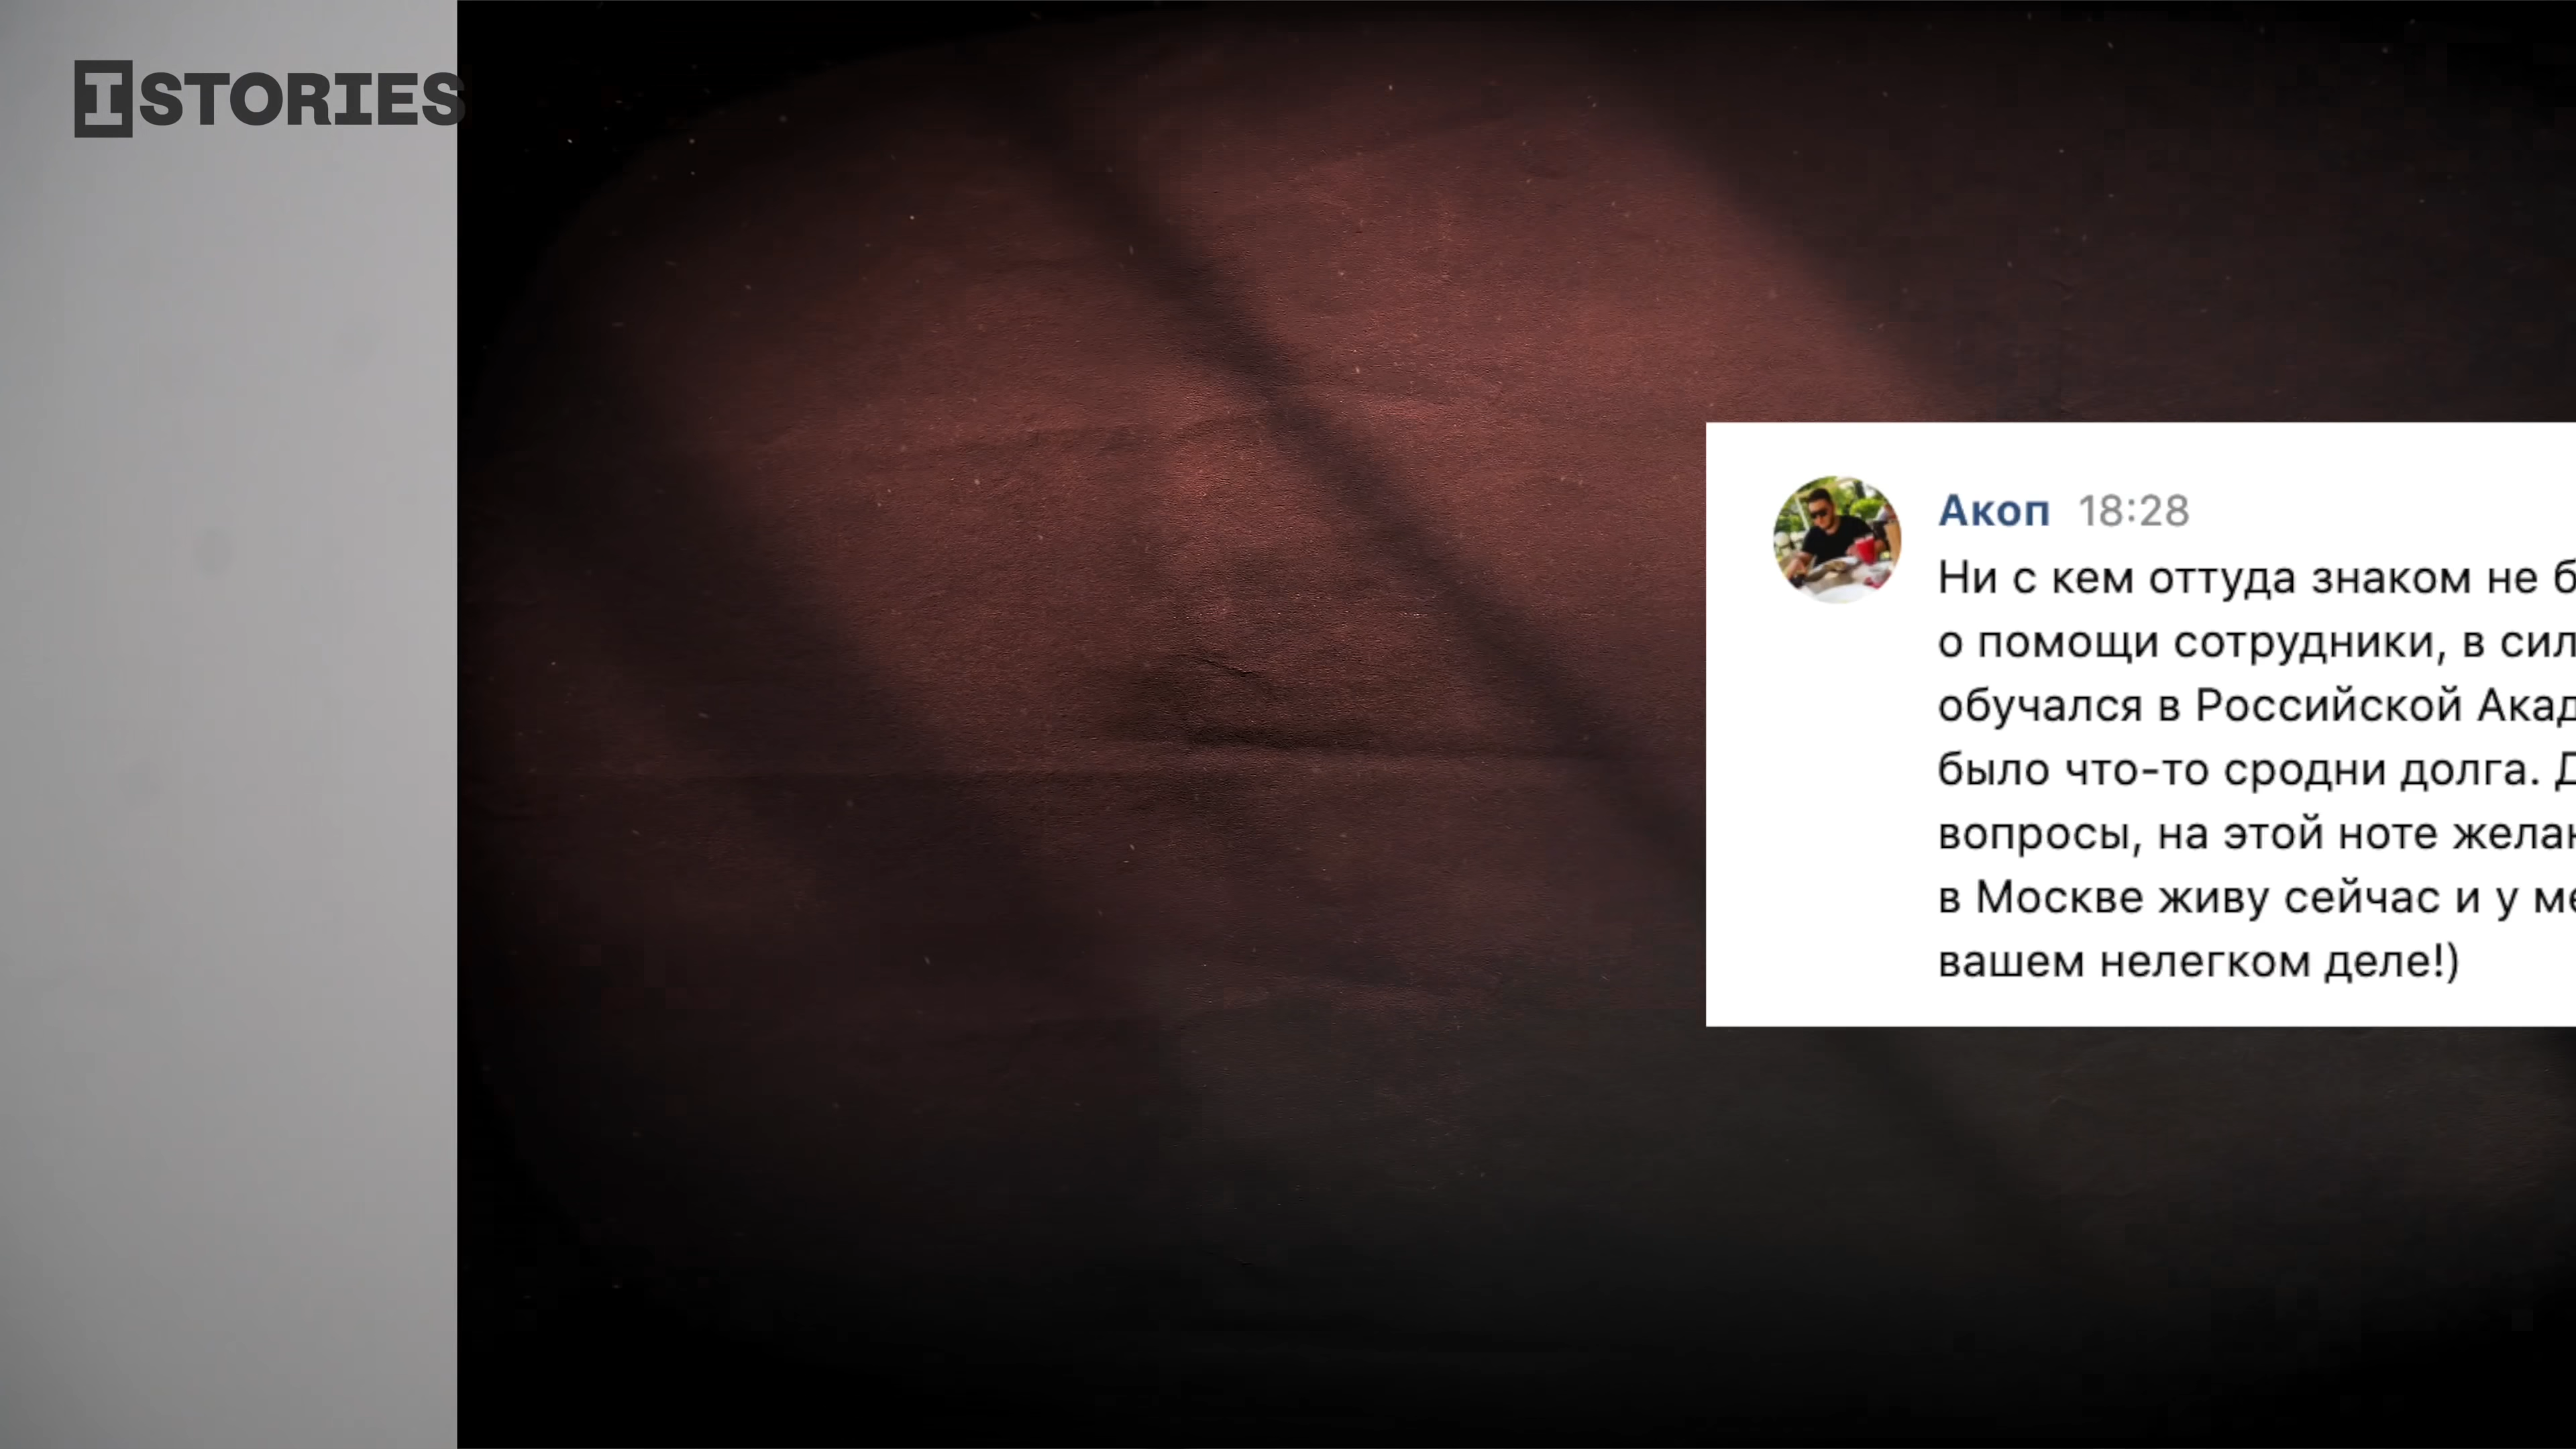 ISTORIES
Акоп 18:28
Ни с кем оттуда знаком не
о помощи сотрудники, в
обучался в Российской
было что-то сродни долга.
вопросы, на этой ноте
в Москве живу сейчас и у
вашем нелегком деле!)